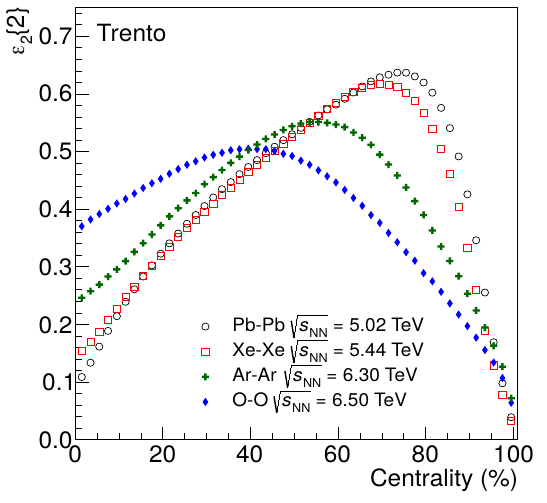 ε₂{2}
Trento
0.7
0.6
0.5
0.4
0.3
0.2
0.1
0.0
Pb-Pb √sNN = 5.02 TeV
Xe-Xe √sNN = 5.44 TeV
Ar-Ar √sNN = 6.30 TeV
O-O √sNN = 6.50 TeV
0 20 40 60 80 100
Centrality (%)